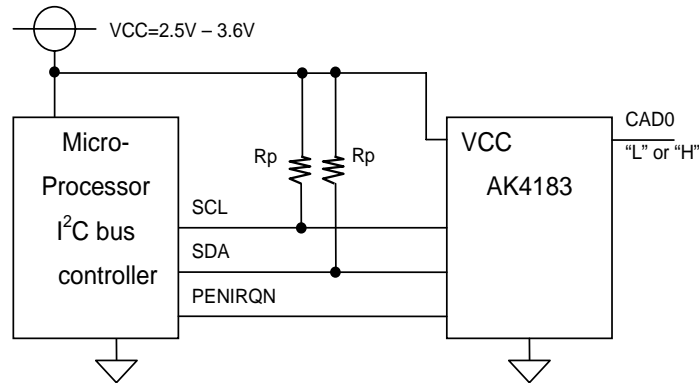 VCC=2.5V – 3.6V
Micro-
Processor
I²C bus
controller
Rp
Rp
SCL
SDA
PENIRQN
VCC
AK4183
CAD0
“L” or “H”